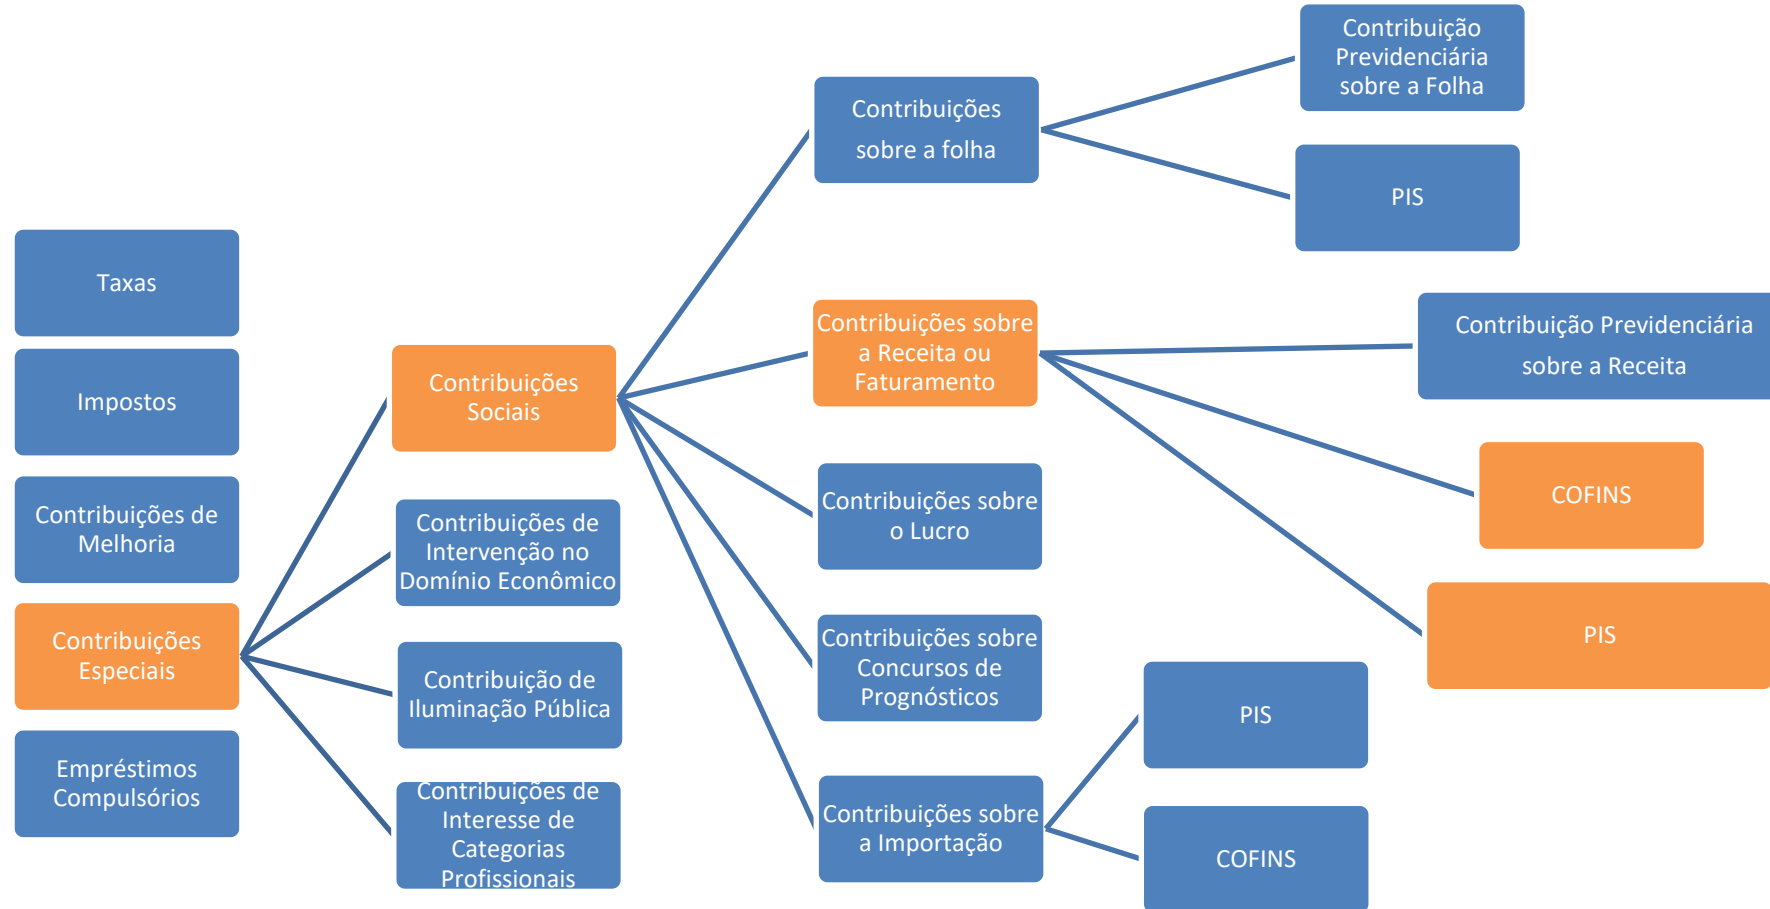 Taxas
Impostos
Contribuições de
Melhoria
Contribuições
Especiais
Empréstimos
Compulsórios
Contribuições
Sociais
Contribuições de
Intervenção no
Domínio Econômico
Contribuição de
Iluminação Pública
Contribuições de
Interesse de
Categorias
Profissionais
Contribuições
sobre a folha
Contribuições sobre
a Receita ou
Faturamento
Contribuições sobre
o Lucro
Contribuições sobre
Concursos de
Prognósticos
Contribuições sobre
a Importação
Contribuição
Previdenciária
sobre a Folha
PIS
Contribuição Previdenciária
sobre a Receita
COFINS
PIS
PIS
COFINS